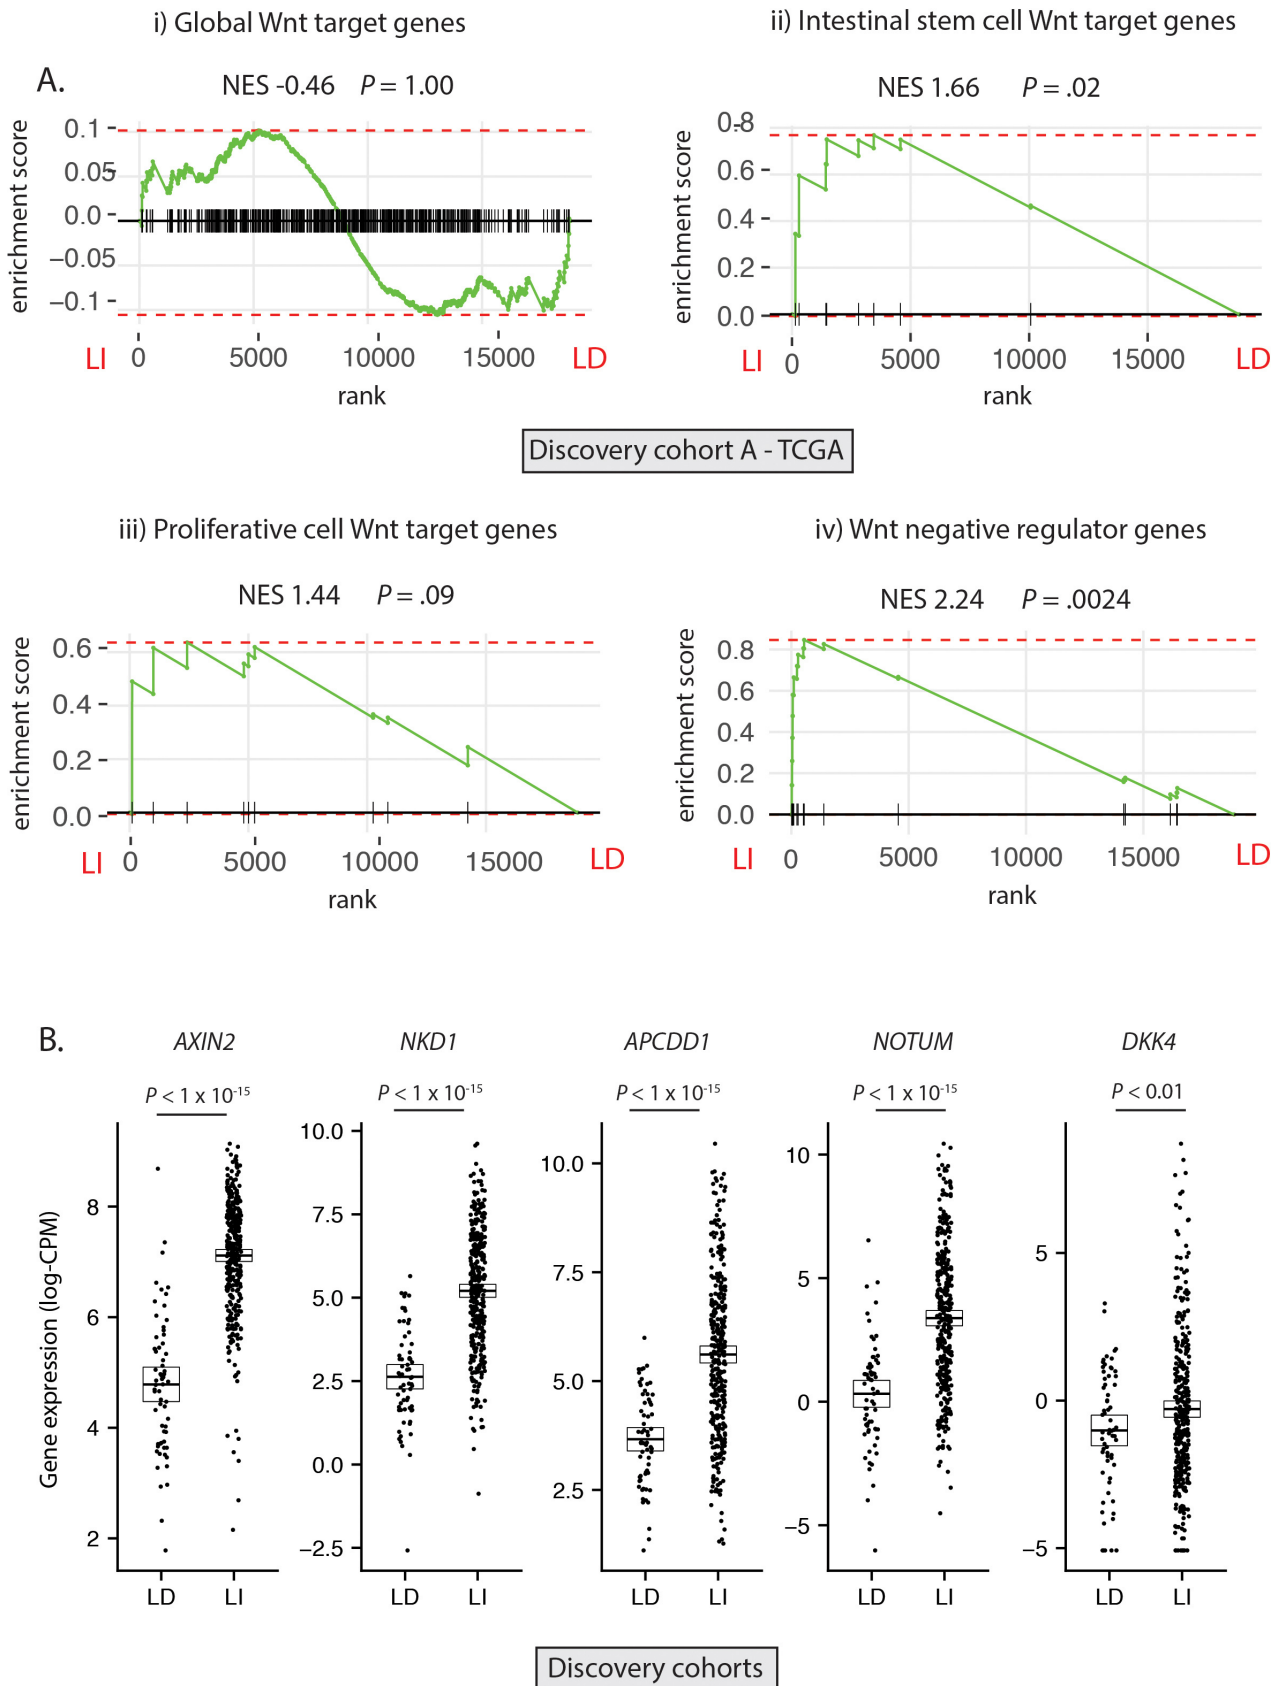 i) Global Wnt target genes
ii) Intestinal stem cell Wnt target genes
A.
NES -0.46 P = 1.00
NES 1.66 P = .02
enrichment score
0.1
0.05
0.0
−0.05
−0.1
LI 0 5000 10000 15000 LD
rank
enrichment score
0.8
0.6
0.4
0.2
0.0
LI 0 5000 10000 15000 LD
rank
Discovery cohort A - TCGA
iii) Proliferative cell Wnt target genes
iv) Wnt negative regulator genes
NES 1.44 P = .09
NES 2.24 P = .0024
enrichment score
0.6
0.4
0.2
0.0
LI 0 5000 10000 15000 LD
rank
enrichment score
0.8
0.6
0.4
0.2
0.0
LI 0 5000 10000 15000 LD
rank
B.
AXIN2 NKD1 APCDD1 NOTUM DKK4
P < 1 x 10⁻¹⁵ P < 1 x 10⁻¹⁵ P < 1 x 10⁻¹⁵ P < 1 x 10⁻¹⁵ P < 0.01
Gene expression (log-CPM)
8
6
4
2
LD LI
10.0
7.5
5.0
2.5
0.0
−2.5
LD LI
10.0
7.5
5.0
2.5
LD LI
10
5
0
−5
LD LI
5
0
−5
LD LI
Discovery cohorts